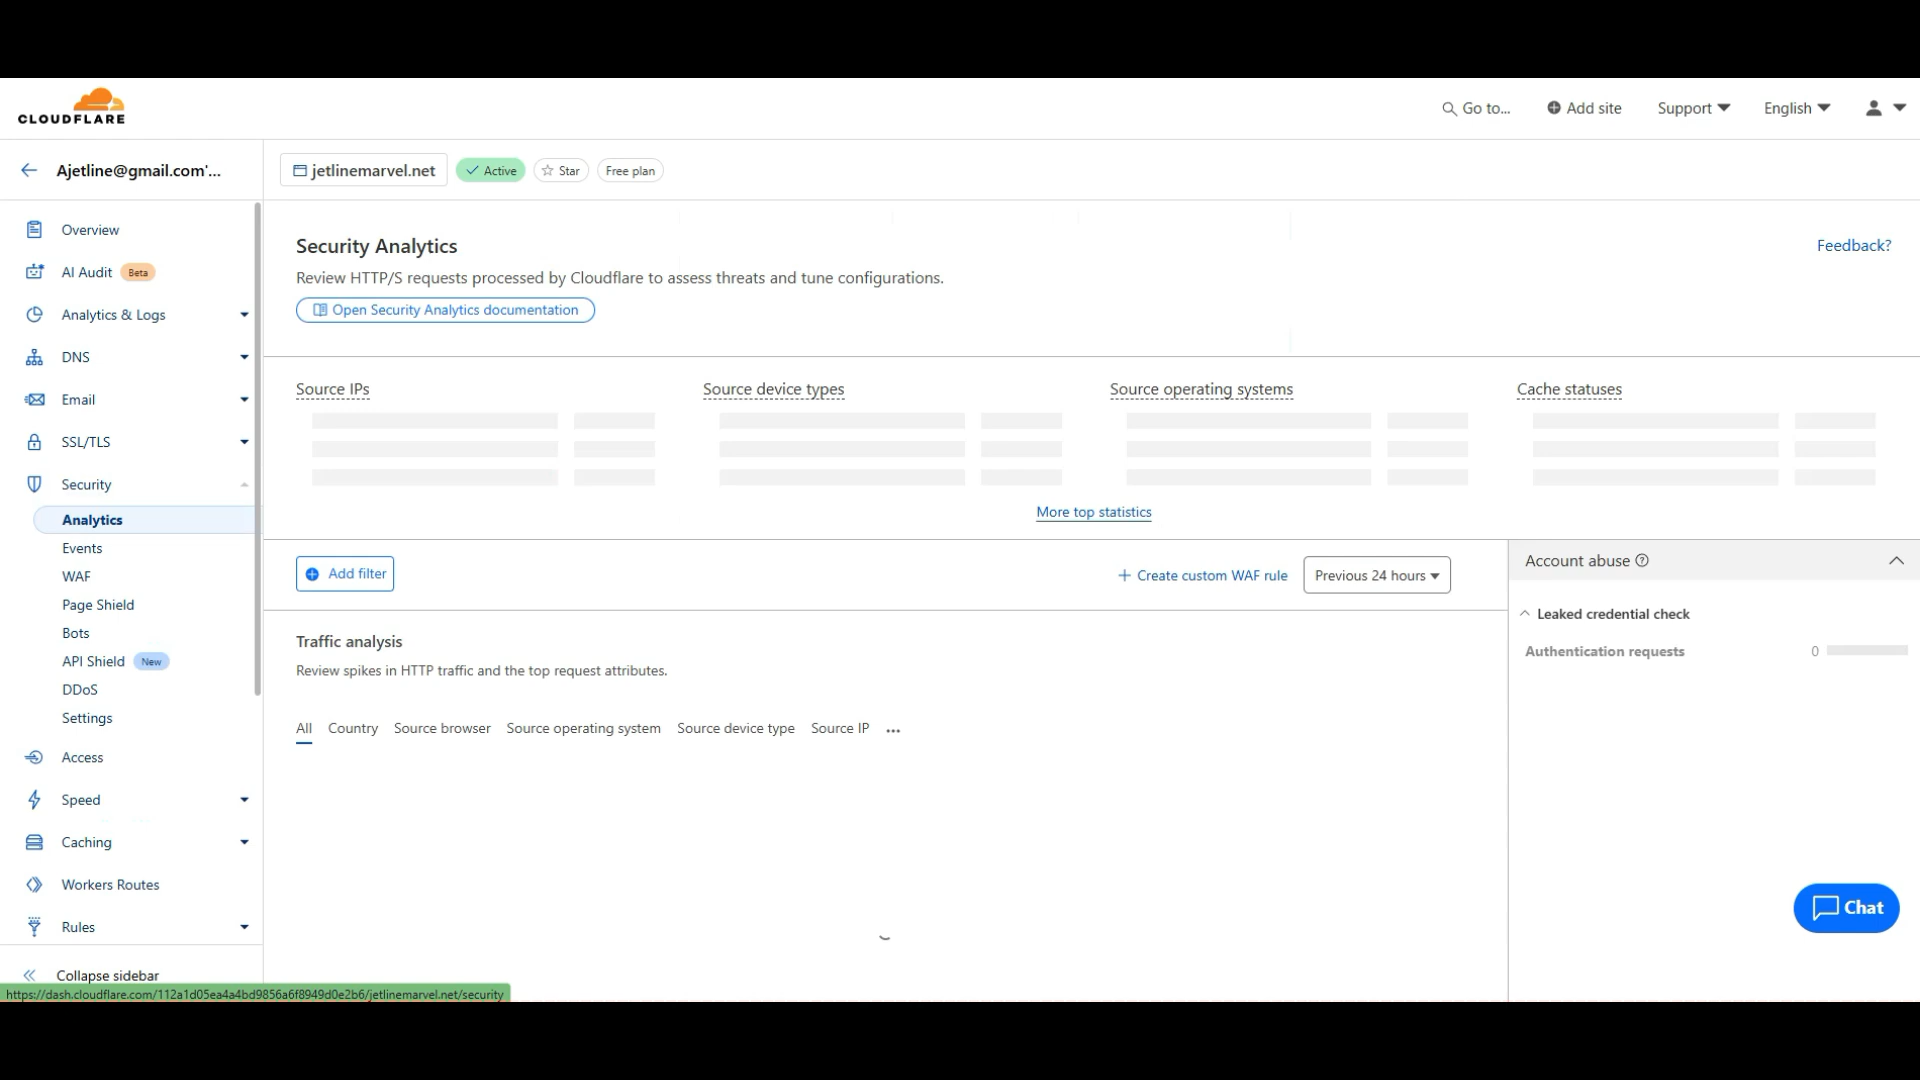 CLOUDFLARE
Go to...
Add site
Support
English
Ajetline@gmail.com'...
jetlinemarvel.net
Active
Star
Free plan
Overview
AI Audit Beta
Analytics & Logs
DNS
Email
SSL/TLS
Security
Analytics
Events
WAF
Page Shield
Bots
API Shield New
DDoS
Settings
Access
Speed
Caching
Workers Routes
Rules
Collapse sidebar
https://dash.cloudflare.com/112a1d05ea4a4bd9856a6f8949d0e2b6/jetlinemarvel.net/security
Security Analytics
Feedback?
Review HTTP/S requests processed by Cloudflare to assess threats and tune configurations.
Open Security Analytics documentation
Source IPs
Source device types
Source operating systems
Cache statuses
More top statistics
Add filter
+ Create custom WAF rule
Previous 24 hours
Traffic analysis
Review spikes in HTTP traffic and the top request attributes.
All Country Source browser Source operating system Source device type Source IP ...
Account abuse
Leaked credential check
Authentication requests 0
Chat